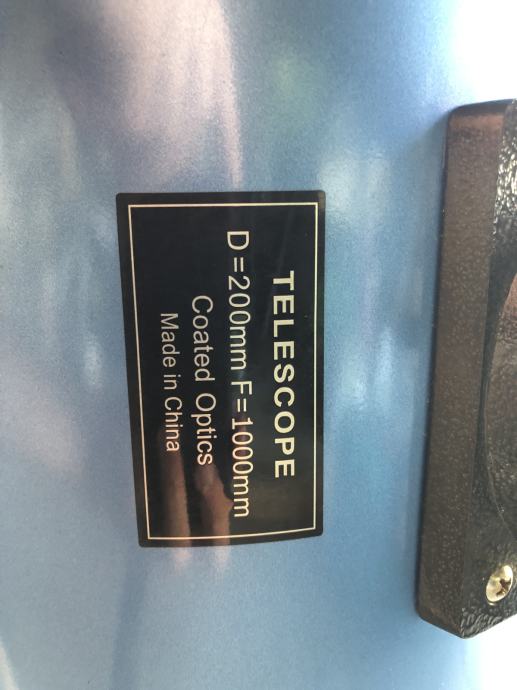 TELESCOPE
D=200mm F=1000mm
Coated Optics
Made in China